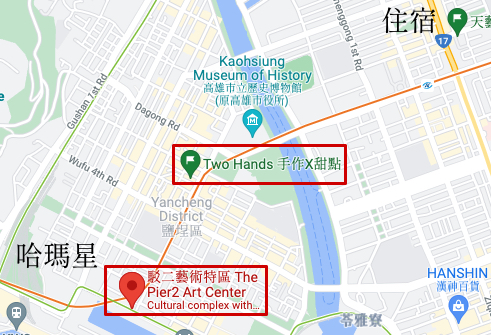 住宿
天藝
17
henggong 1st Rd
Kaohsiung
Museum of History
高雄市立歷史博物館
(原高雄市役所)
Gushan 1st Rd
Dagong Rd
Two Hands 手作X甜點
Wufu 4th Rd
Yancheng
District
鹽埕區
哈瑪星
駁二藝術特區 The
Pier2 Art Center
Cultural complex with...
HANSHIN
漢神百貨
苓雅寮